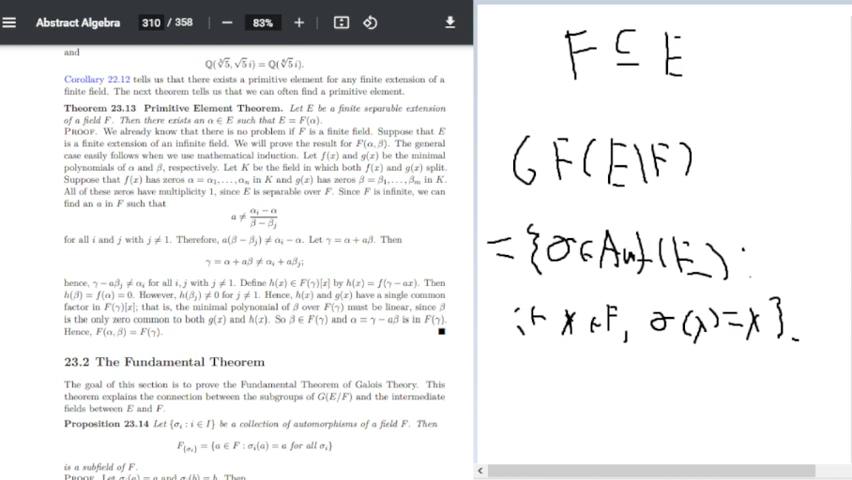 Abstract Algebra 310 / 358 − 83% +
and
Q(∜5, √5 i) = Q(∜5 i).
Corollary 22.12 tells us that there exists a primitive element for any finite extension of a
finite field. The next theorem tells us that we can often find a primitive element.
Theorem 23.13 Primitive Element Theorem. Let E be a finite separable extension
of a field F. Then there exists an α ∈ E such that E = F(α).
PROOF. We already know that there is no problem if F is a finite field. Suppose that E
is a finite extension of an infinite field. We will prove the result for F(α, β). The general
case easily follows when we use mathematical induction. Let f(x) and g(x) be the minimal
polynomials of α and β, respectively. Let K be the field in which both f(x) and g(x) split.
Suppose that f(x) has zeros α = α₁, . . . , αₙ in K and g(x) has zeros β = β₁, . . . , βₘ in K.
All of these zeros have multiplicity 1, since E is separable over F. Since F is infinite, we can
find an a in F such that
a ≠ (αᵢ − α)/(β − βⱼ)
for all i and j with j ≠ 1. Therefore, a(β − βⱼ) ≠ αᵢ − α. Let γ = α + aβ. Then
γ = α + aβ ≠ αᵢ + aβⱼ;
hence, γ − aβⱼ ≠ αᵢ for all i, j with j ≠ 1. Define h(x) ∈ F(γ)[x] by h(x) = f(γ − ax). Then
h(β) = f(α) = 0. However, h(βⱼ) ≠ 0 for j ≠ 1. Hence, h(x) and g(x) have a single common
factor in F(γ)[x]; that is, the minimal polynomial of β over F(γ) must be linear, since β
is the only zero common to both g(x) and h(x). So β ∈ F(γ) and α = γ − aβ is in F(γ).
Hence, F(α, β) = F(γ). ■
23.2 The Fundamental Theorem
The goal of this section is to prove the Fundamental Theorem of Galois Theory. This
theorem explains the connection between the subgroups of G(E/F) and the intermediate
fields between E and F.
Proposition 23.14 Let {σᵢ : i ∈ I} be a collection of automorphisms of a field F. Then
F{σᵢ} = {a ∈ F : σᵢ(a) = a for all σᵢ}
is a subfield of F.
PROOF. Let σᵢ(a) = a and σᵢ(b) = b. Then
F ⊆ E
GF(E\F)
= {σ∈Aut(E):
if x∈F, σ(x)=x}.